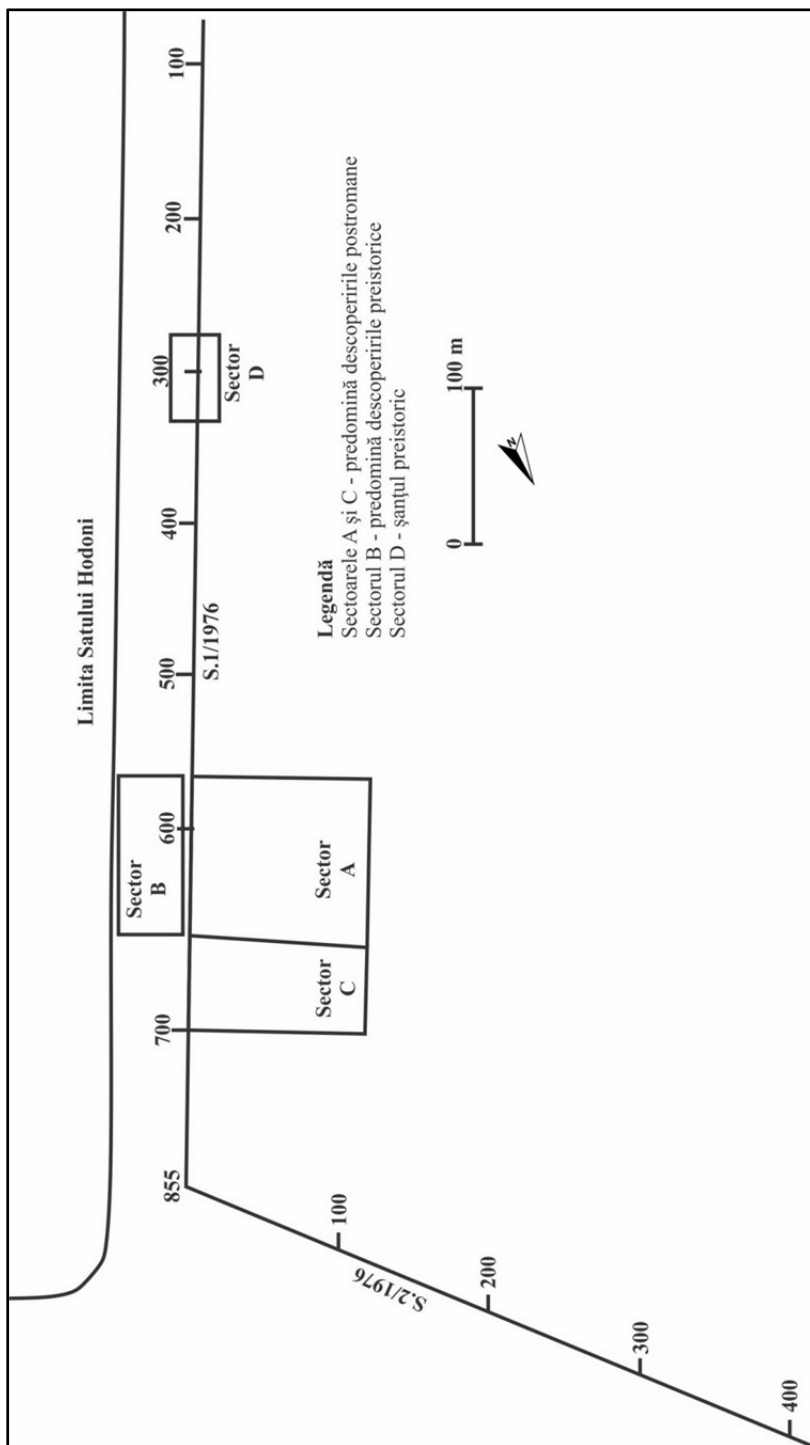 Limita Satului Hodoni
855
700
600
500
400
300
200
100
S.1/1976
Sector
B
Sector
D
Sector
C
Sector
A
Legendă
Sectoarele A și C - predomină descoperirile postromane
Sectorul B - predomină descoperirile preistorice
Sectorul D - șanțul preistoric
0
100 m
N
S.2/1976
100
200
300
400